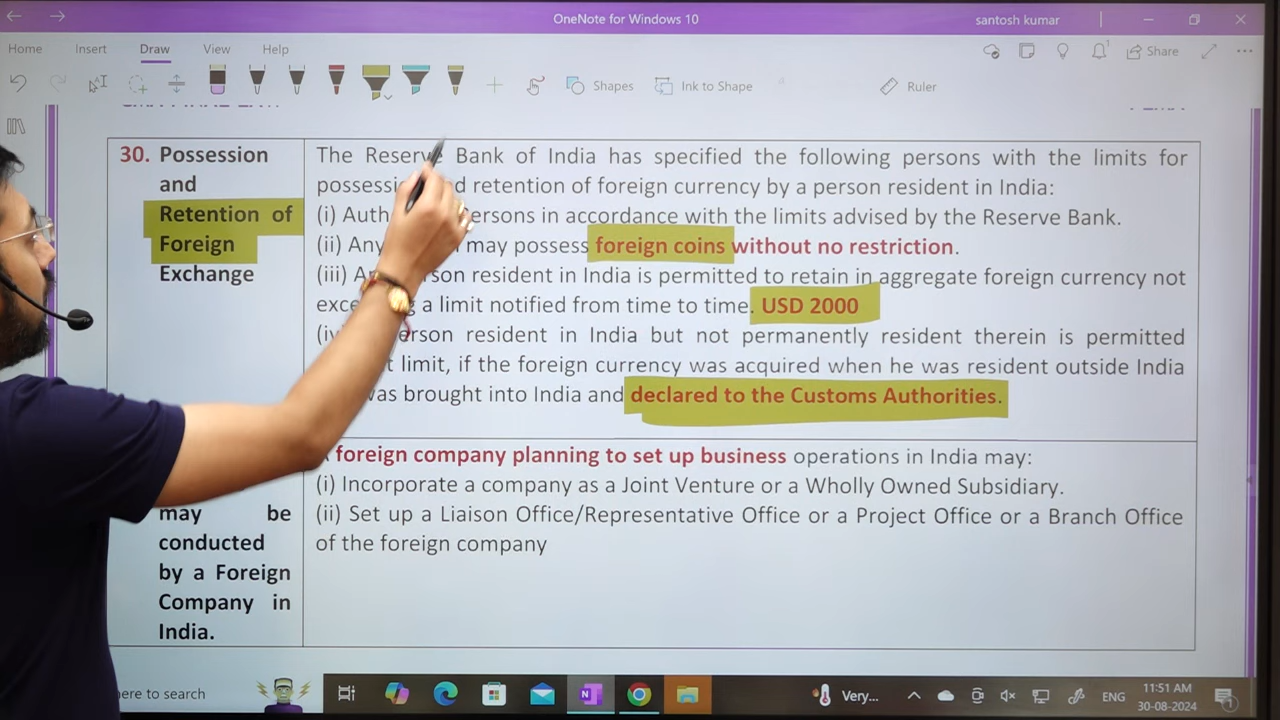 OneNote for Windows 10
santosh kumar
Home Insert Draw View Help
Share
Shapes Ink to Shape Ruler
30. Possession and Retention of Foreign Exchange
The Reserve Bank of India has specified the following persons with the limits for
retention of foreign currency by a person resident in India:
(i) persons in accordance with the limits advised by the Reserve Bank.
(ii) Any may possess foreign coins without no restriction.
(iii) resident in India is permitted to retain in aggregate foreign currency not
a limit notified from time to time. USD 2000
resident in India but not permanently resident therein is permitted
limit, if the foreign currency was acquired when he was resident outside India
was brought into India and declared to the Customs Authorities.
foreign company planning to set up business operations in India may:
(i) Incorporate a company as a Joint Venture or a Wholly Owned Subsidiary.
(ii) Set up a Liaison Office/Representative Office or a Project Office or a Branch Office
of the foreign company
may be
conducted
by a Foreign
Company in
India.
here to search
Very...
ENG
11:51 AM
30-08-2024